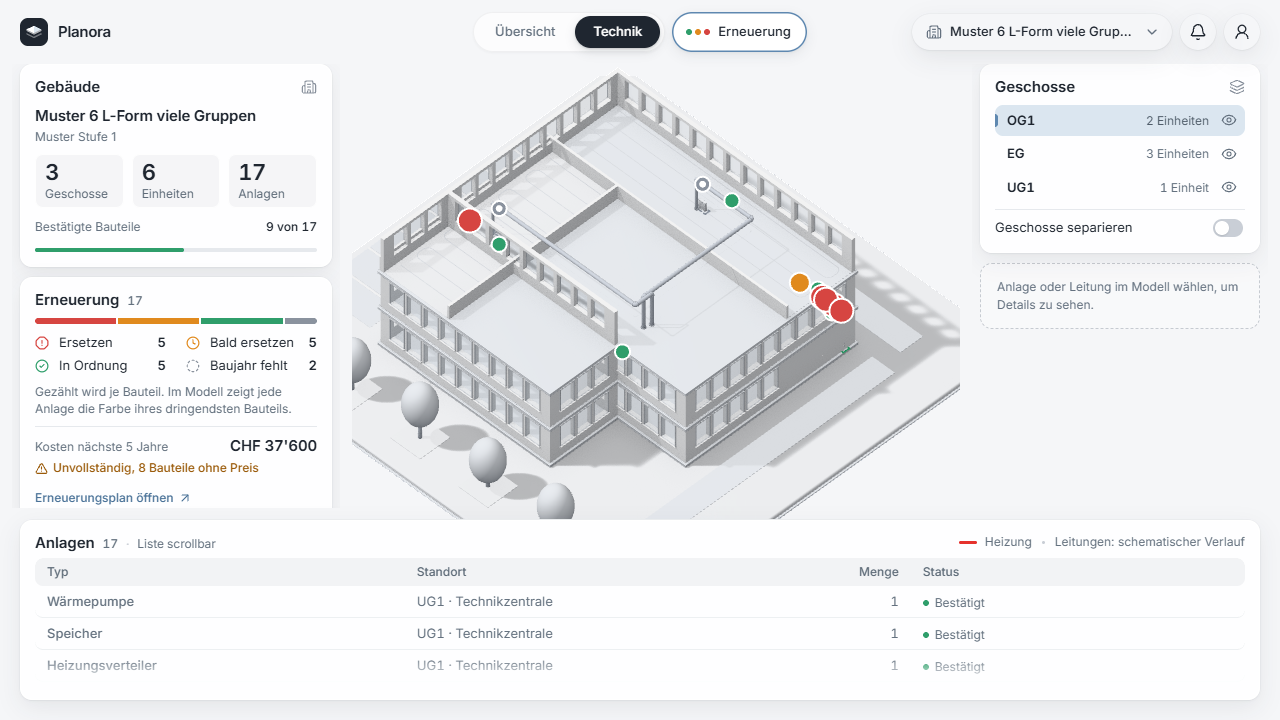 Planora
Übersicht
Technik
Erneuerung
Muster 6 L-Form viele Grup...
Gebäude
Muster 6 L-Form viele Gruppen
Muster Stufe 1
3 Geschosse
6 Einheiten
17 Anlagen
Bestätigte Bauteile 9 von 17
Erneuerung 17
Ersetzen 5
Bald ersetzen 5
In Ordnung 5
Baujahr fehlt 2
Gezählt wird je Bauteil. Im Modell zeigt jede
Anlage die Farbe ihres dringendsten Bauteils.
Kosten nächste 5 Jahre CHF 37'600
Unvollständig, 8 Bauteile ohne Preis
Erneuerungsplan öffnen
Geschosse
OG1 2 Einheiten
EG 3 Einheiten
UG1 1 Einheit
Geschosse separieren
Anlage oder Leitung im Modell wählen, um
Details zu sehen.
Anlagen 17 · Liste scrollbar
Heizung · Leitungen: schematischer Verlauf
Typ Standort Menge Status
Wärmepumpe UG1 · Technikzentrale 1 Bestätigt
Speicher UG1 · Technikzentrale 1 Bestätigt
Heizungsverteiler UG1 · Technikzentrale 1 Bestätigt